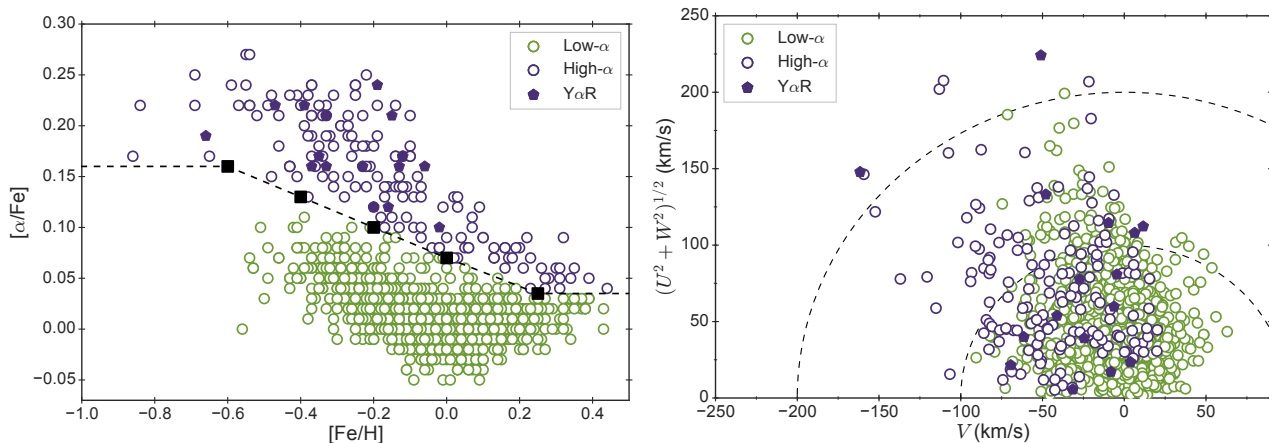 0.30
0.25
0.20
0.15
0.10
0.05
0.00
−0.05
[α/Fe]
−1.0 −0.8 −0.6 −0.4 −0.2 0.0 0.2 0.4
[Fe/H]
Low-α
High-α
YαR
250
200
150
100
50
0
(U² + W²)^{1/2} (km/s)
−250 −200 −150 −100 −50 0 50
V (km/s)
Low-α
High-α
YαR